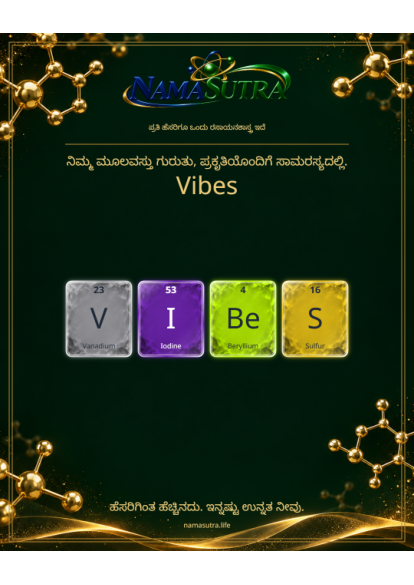 NAMASUTRA
ಪ್ರತಿ ಹೆಸರಿಗೂ ಒಂದು ರಸಾಯನಶಾಸ್ತ್ರ ಇದೆ
ನಿಮ್ಮ ಮೂಲವಸ್ತು ಗುರುತು, ಪ್ರಕೃತಿಯೊಂದಿಗೆ ಸಾಮರಸ್ಯದಲ್ಲಿ.
Vibes
23 53 4 16
V I Be S
Vanadium Iodine Beryllium Sulfur
ಹೆಸರಿಗಿಂತ ಹೆಚ್ಚಿನದು. ಇನ್ನಷ್ಟು ಉನ್ನತ ನೀವು.
namasutra.life